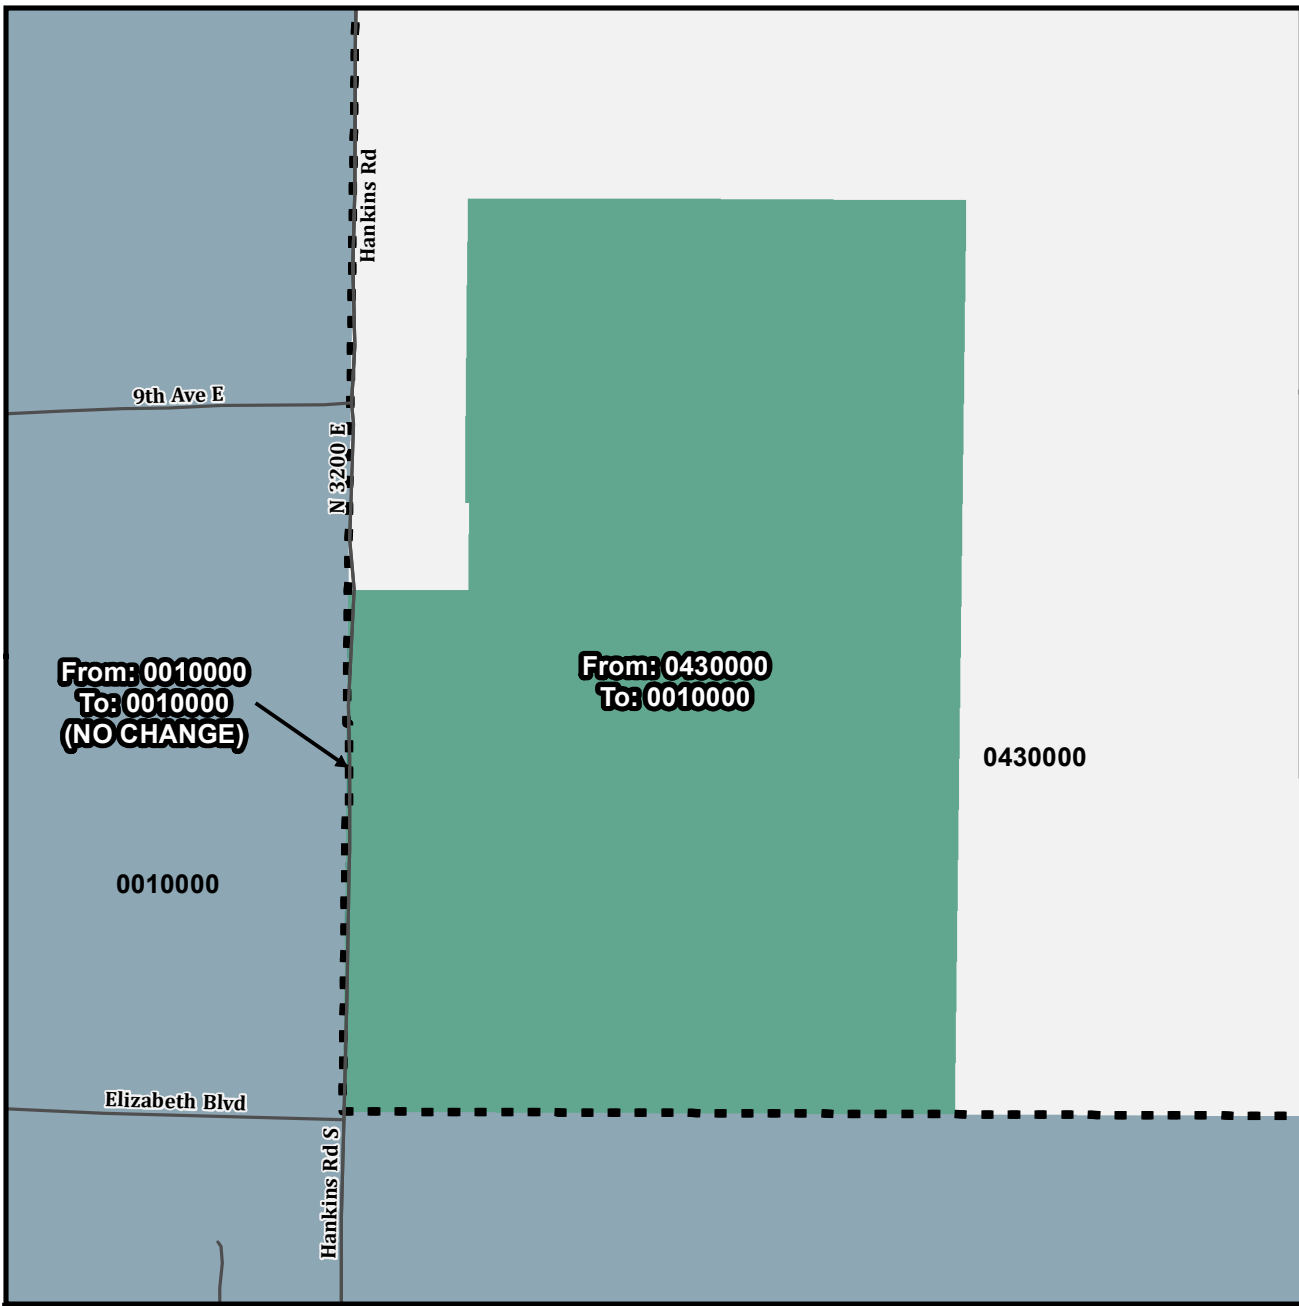 Hankins Rd
9th Ave E
N 3200 E
From: 0010000
To: 0010000
(NO CHANGE)
From: 0430000
To: 0010000
0430000
0010000
Elizabeth Blvd
Hankins Rd S